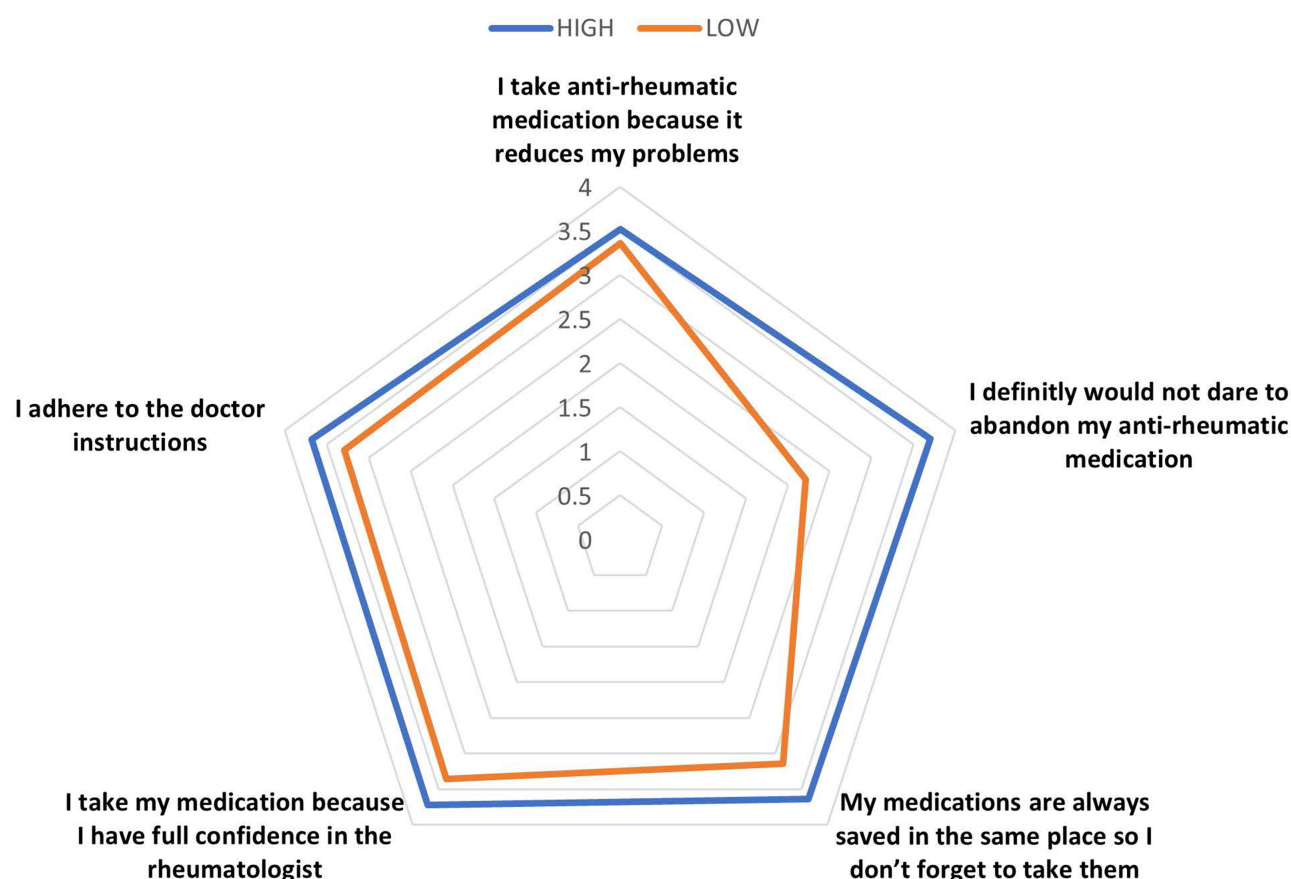 HIGH LOW
I take anti-rheumatic
medication because it
reduces my problems
4
3.5
3
2.5
2
1.5
1
0.5
0
I definitly would not dare to
abandon my anti-rheumatic
medication
I adhere to the doctor
instructions
I take my medication because
I have full confidence in the
rheumatologist
My medications are always
saved in the same place so I
don’t forget to take them